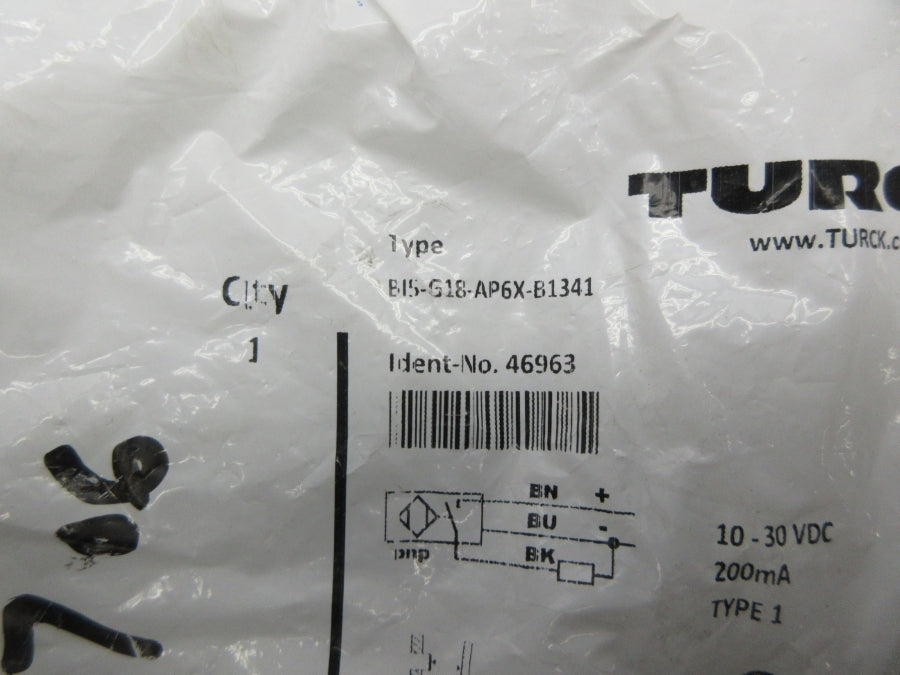 TURC
www.TURCK.c
Type
BI5-G18-AP6X-B1341
Qty
1
Ident-No. 46963
BN +
BU -
BK
pnp
10 - 30 VDC
200mA
TYPE 1